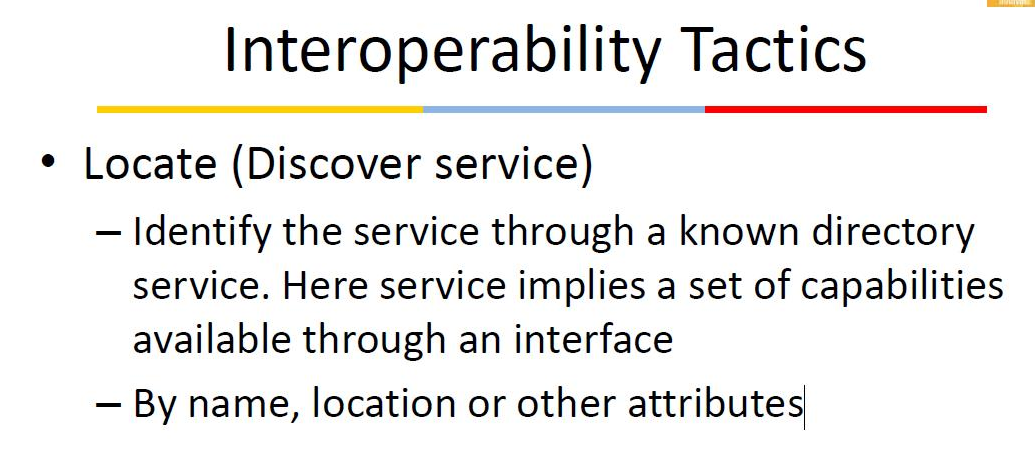 Interoperability Tactics
• Locate (Discover service)
– Identify the service through a known directory
service. Here service implies a set of capabilities
available through an interface
– By name, location or other attributes